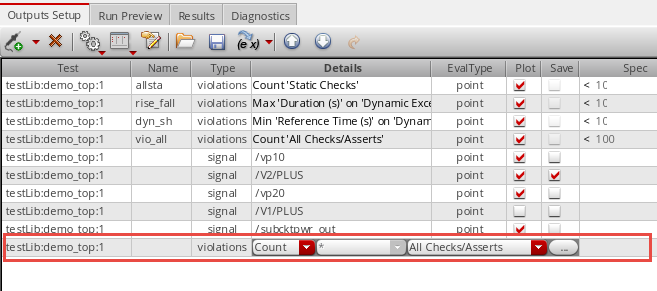 Outputs Setup Run Preview Results Diagnostics
(e x)
Test Name Type Details EvalType Plot Save Spec
testLib:demo_top:1 allsta violations Count 'Static Checks' point < 10
testLib:demo_top:1 rise_fall violations Max 'Duration (s)' on 'Dynamic Exce point < 10
testLib:demo_top:1 dyn_sh violations Min 'Reference Time (s)' on 'Dynam point < 10
testLib:demo_top:1 vio_all violations Count 'All Checks/Asserts' point < 100
testLib:demo_top:1 signal /vp10 point
testLib:demo_top:1 signal /V2/PLUS point
testLib:demo_top:1 signal /vp20 point
testLib:demo_top:1 signal /V1/PLUS point
testLib:demo_top:1 signal /subcktpwr_out point
testLib:demo_top:1 violations Count * All Checks/Asserts ...